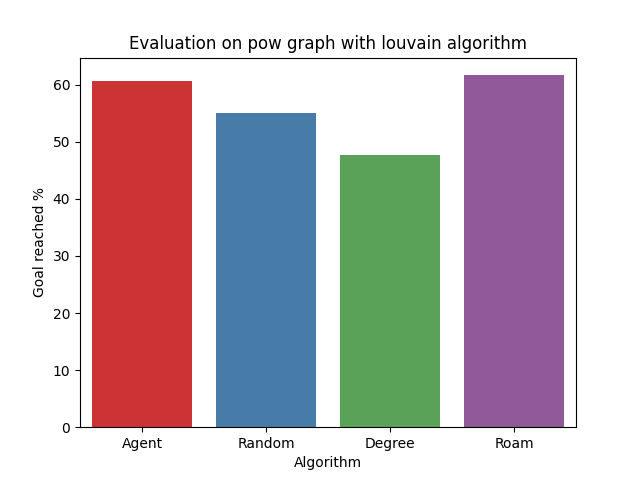 Evaluation on pow graph with louvain algorithm
Goal reached %
60
50
40
30
20
10
0
Agent Random Degree Roam
Algorithm